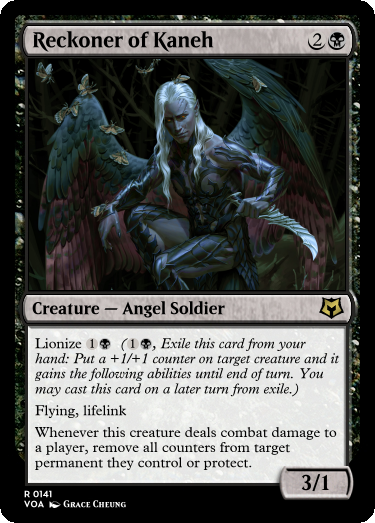 Reckoner of Kaneh 2
Creature — Angel Soldier
Lionize 1 (1, Exile this card from your
hand: Put a +1/+1 counter on target creature and it
gains the following abilities until end of turn. You
may cast this card on a later turn from exile.)
Flying, lifelink
Whenever this creature deals combat damage to
a player, remove all counters from target
permanent they control or protect.
3/1
R 0141
VOA Grace Cheung